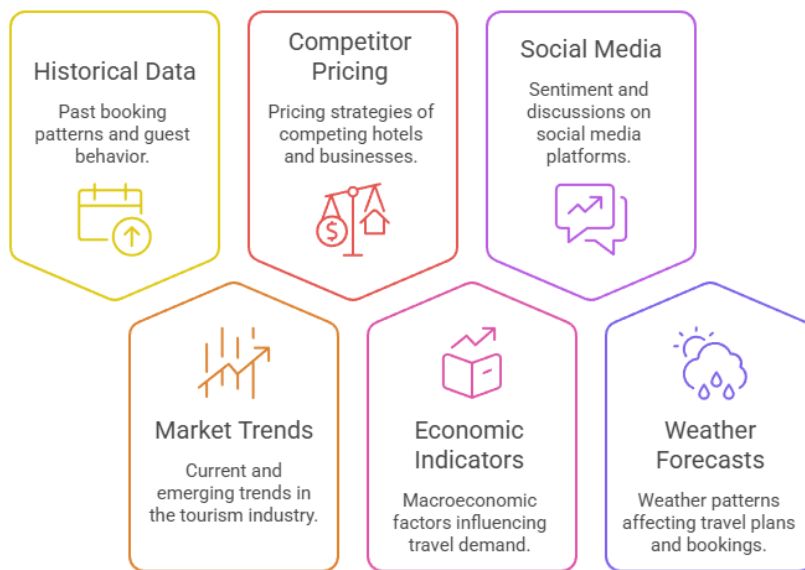 Historical Data
Past booking
patterns and guest
behavior.
Competitor
Pricing
Pricing strategies of
competing hotels
and businesses.
$
Social Media
Sentiment and
discussions on
social media
platforms.
Market Trends
Current and
emerging trends in
the tourism industry.
Economic
Indicators
Macroeconomic
factors influencing
travel demand.
Weather
Forecasts
Weather patterns
affecting travel plans
and bookings.